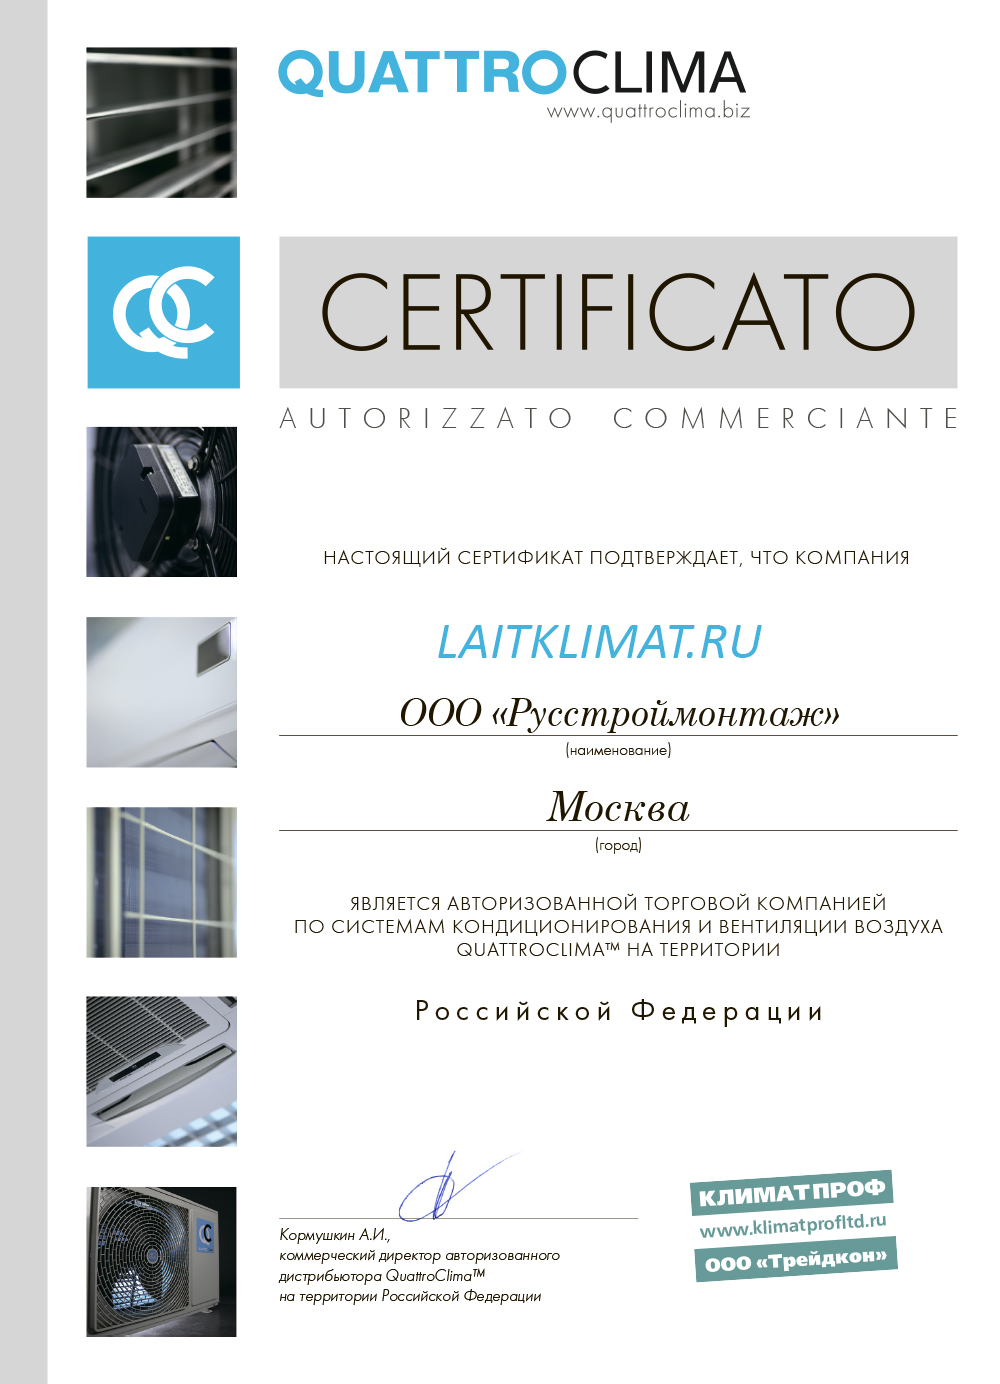 QUATTROCLIMA
www.quattroclima.biz
QC
CERTIFICATO
AUTORIZZATO COMMERCIANTE
НАСТОЯЩИЙ СЕРТИФИКАТ ПОДТВЕРЖДАЕТ, ЧТО КОМПАНИЯ
LAITKLIMAT.RU
ООО «Русстроймонтаж»
(наименование)
Москва
(город)
ЯВЛЯЕТСЯ АВТОРИЗОВАННОЙ ТОРГОВОЙ КОМПАНИЕЙ
ПО СИСТЕМАМ КОНДИЦИОНИРОВАНИЯ И ВЕНТИЛЯЦИИ ВОЗДУХА
QUATTROCLIMA™ НА ТЕРРИТОРИИ
Российской Федерации
Кормушкин А.И.,
коммерческий директор авторизованного
дистрибьютора QuattroClima™
на территории Российской Федерации
КЛИМАТПРОФ
www.klimatprofltd.ru
ООО «Трейдкон»